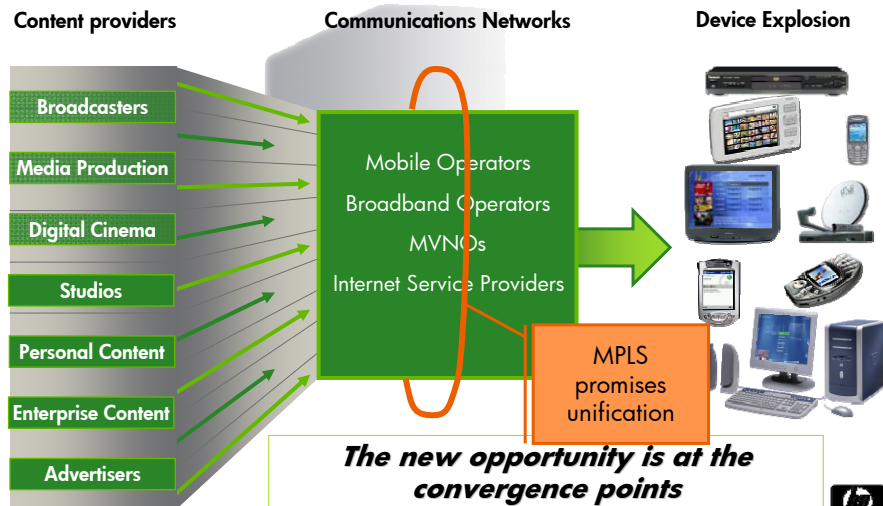 Content providers
Communications Networks
Device Explosion
Broadcasters
Media Production
Digital Cinema
Studios
Personal Content
Enterprise Content
Advertisers
Mobile Operators
Broadband Operators
MVNOs
Internet Service Providers
MPLS
promises
unification
The new opportunity is at the
convergence points